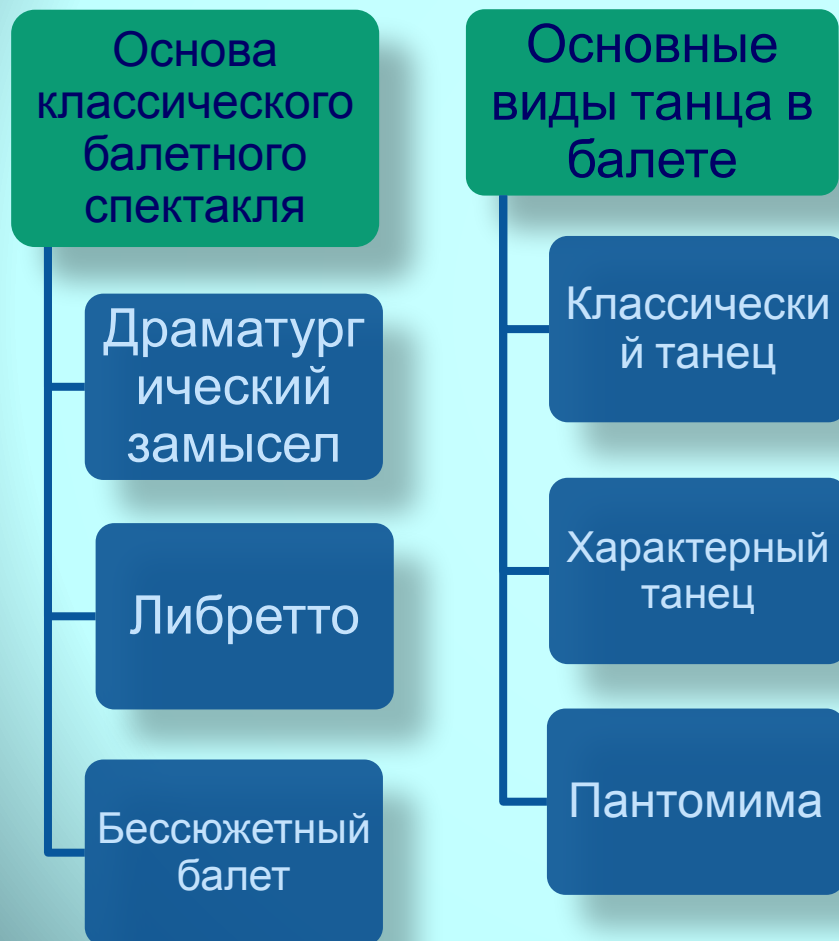 Основа
классического
балетного
спектакля
Драматург
ический
замысел
Либретто
Бессюжетный
балет
Основные
виды танца в
балете
Классически
й танец
Характерный
танец
Пантомима